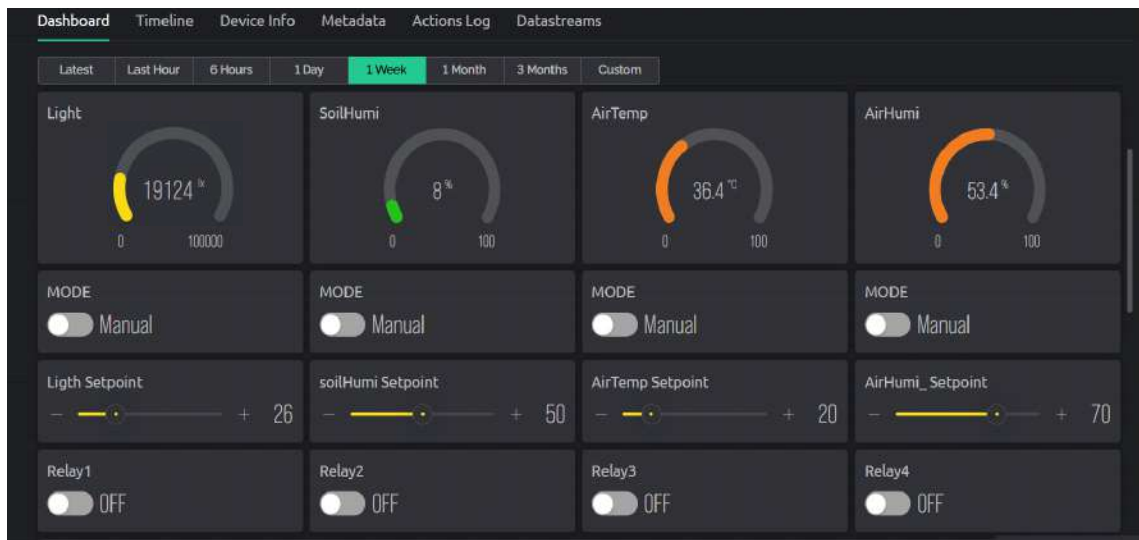 Dashboard Timeline Device Info Metadata Actions Log Datastreams
Latest Last Hour 6 Hours 1 Day 1 Week 1 Month 3 Months Custom
Light SoilHumi AirTemp AirHumi
19124 lx 8 % 36.4 °C 53.4 %
0 100000 0 100 0 100 0 100
MODE MODE MODE MODE
Manual Manual Manual Manual
Ligth Setpoint soilHumi Setpoint AirTemp Setpoint AirHumi_ Setpoint
− + 26 − + 50 − + 20 − + 70
Relay1 Relay2 Relay3 Relay4
OFF OFF OFF OFF